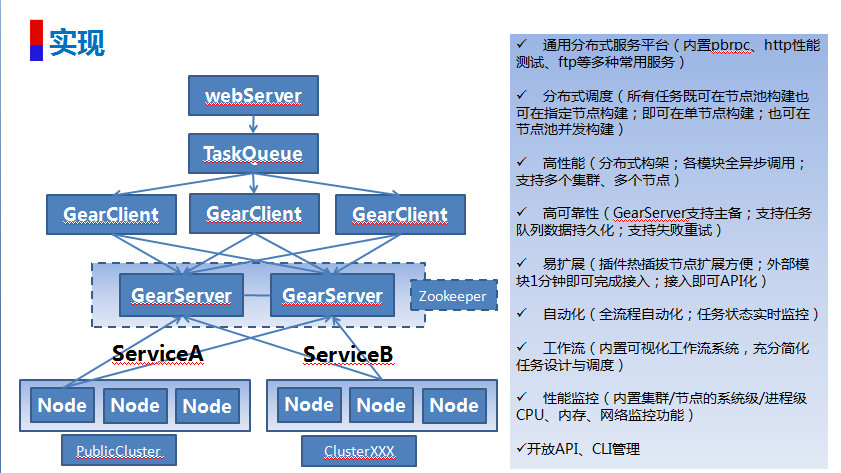 实现
webServer
TaskQueue
GearClient GearClient GearClient
GearServer GearServer
Zookeeper
ServiceA ServiceB
Node Node Node Node Node Node
PublicCluster ClusterXXX
✓ 通用分布式服务平台（内置pbrpc、http性能
测试、ftp等多种常用服务）
✓ 分布式调度（所有任务既可在节点池构建也
可在指定节点构建；即可在单节点构建；也可在
节点池并发构建）
✓ 高性能（分布式构架；各模块全异步调用；
支持多个集群、多个节点）
✓ 高可靠性（GearServer支持主备；支持任务
队列数据持久化；支持失败重试）
✓ 易扩展（插件热插拔节点扩展方便；外部模
块1分钟即可完成接入；接入即可API化）
✓ 自动化（全流程自动化；任务状态实时监控）
✓ 工作流（内置可视化工作流系统，充分简化
任务设计与调度）
✓ 性能监控（内置集群/节点的系统级/进程级
CPU、内存、网络监控功能）
✓开放API、CLI管理